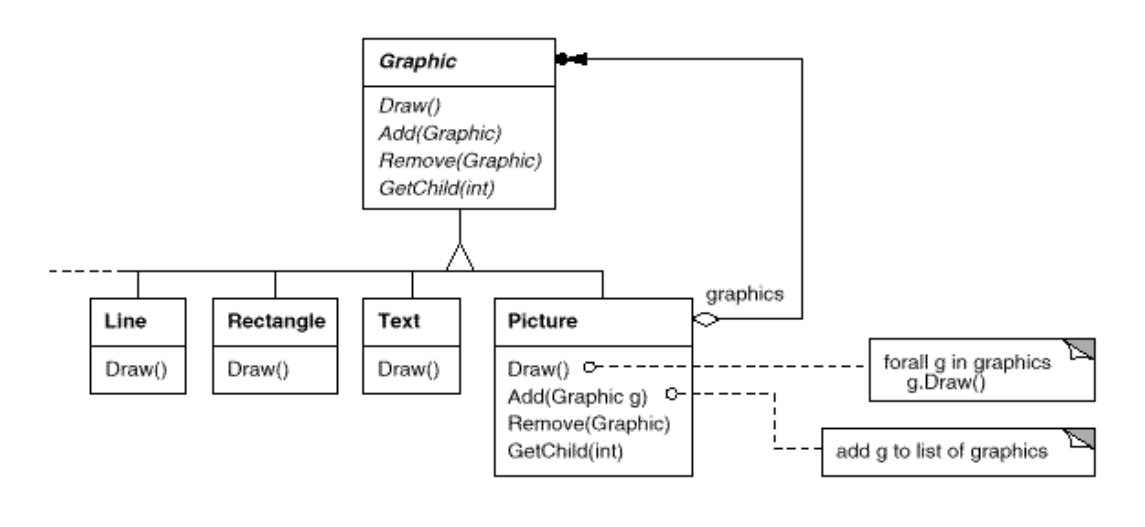 Graphic
Draw()
Add(Graphic)
Remove(Graphic)
GetChild(int)
graphics
Line
Draw()
Rectangle
Draw()
Text
Draw()
Picture
Draw()
Add(Graphic g)
Remove(Graphic)
GetChild(int)
forall g in graphics
g.Draw()
add g to list of graphics